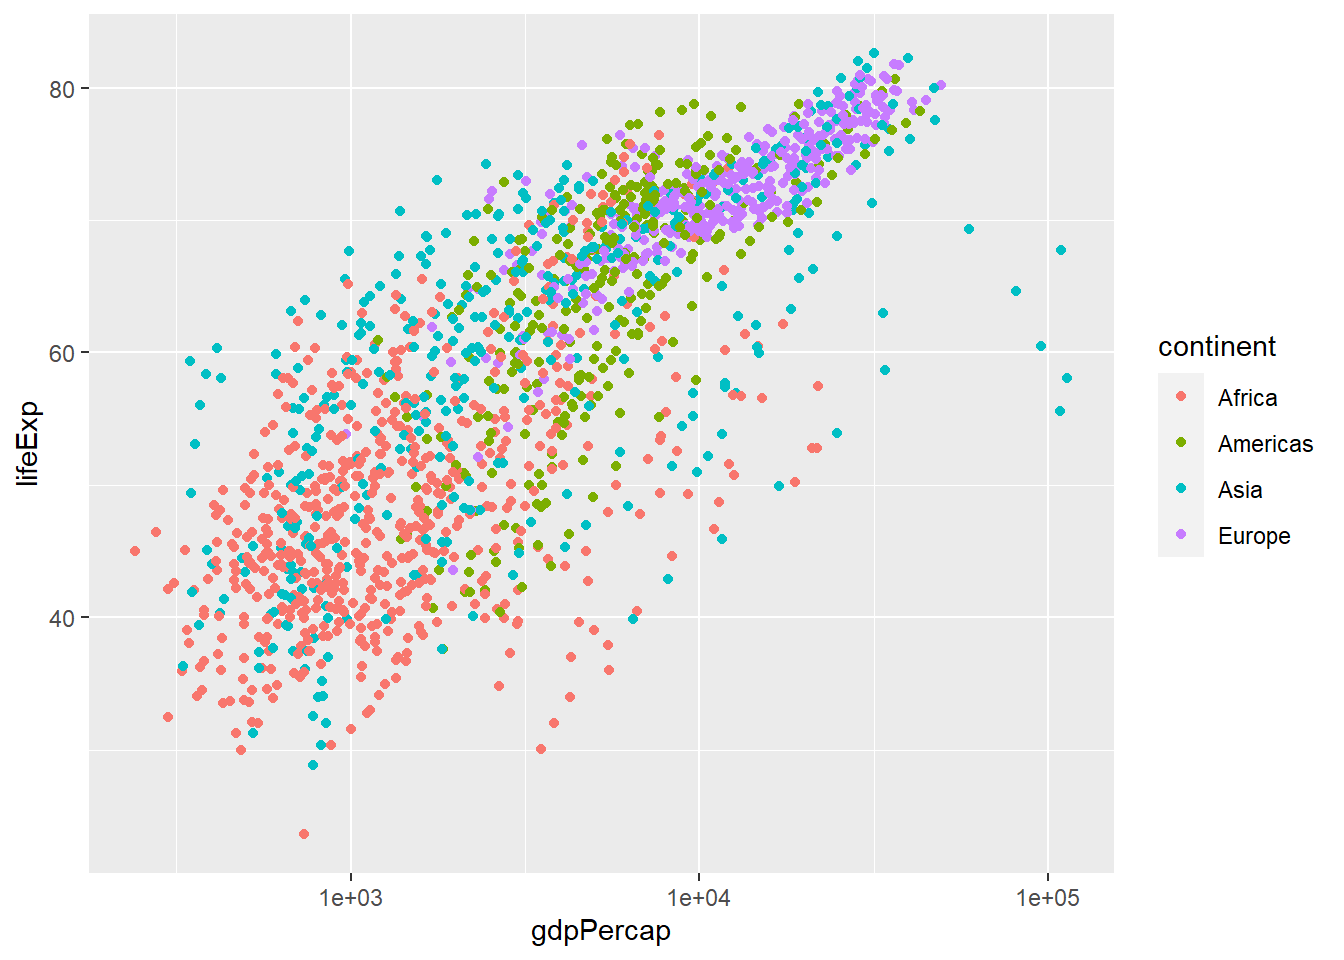 80
60
40
lifeExp
1e+03
1e+04
1e+05
gdpPercap
continent
Africa
Americas
Asia
Europe